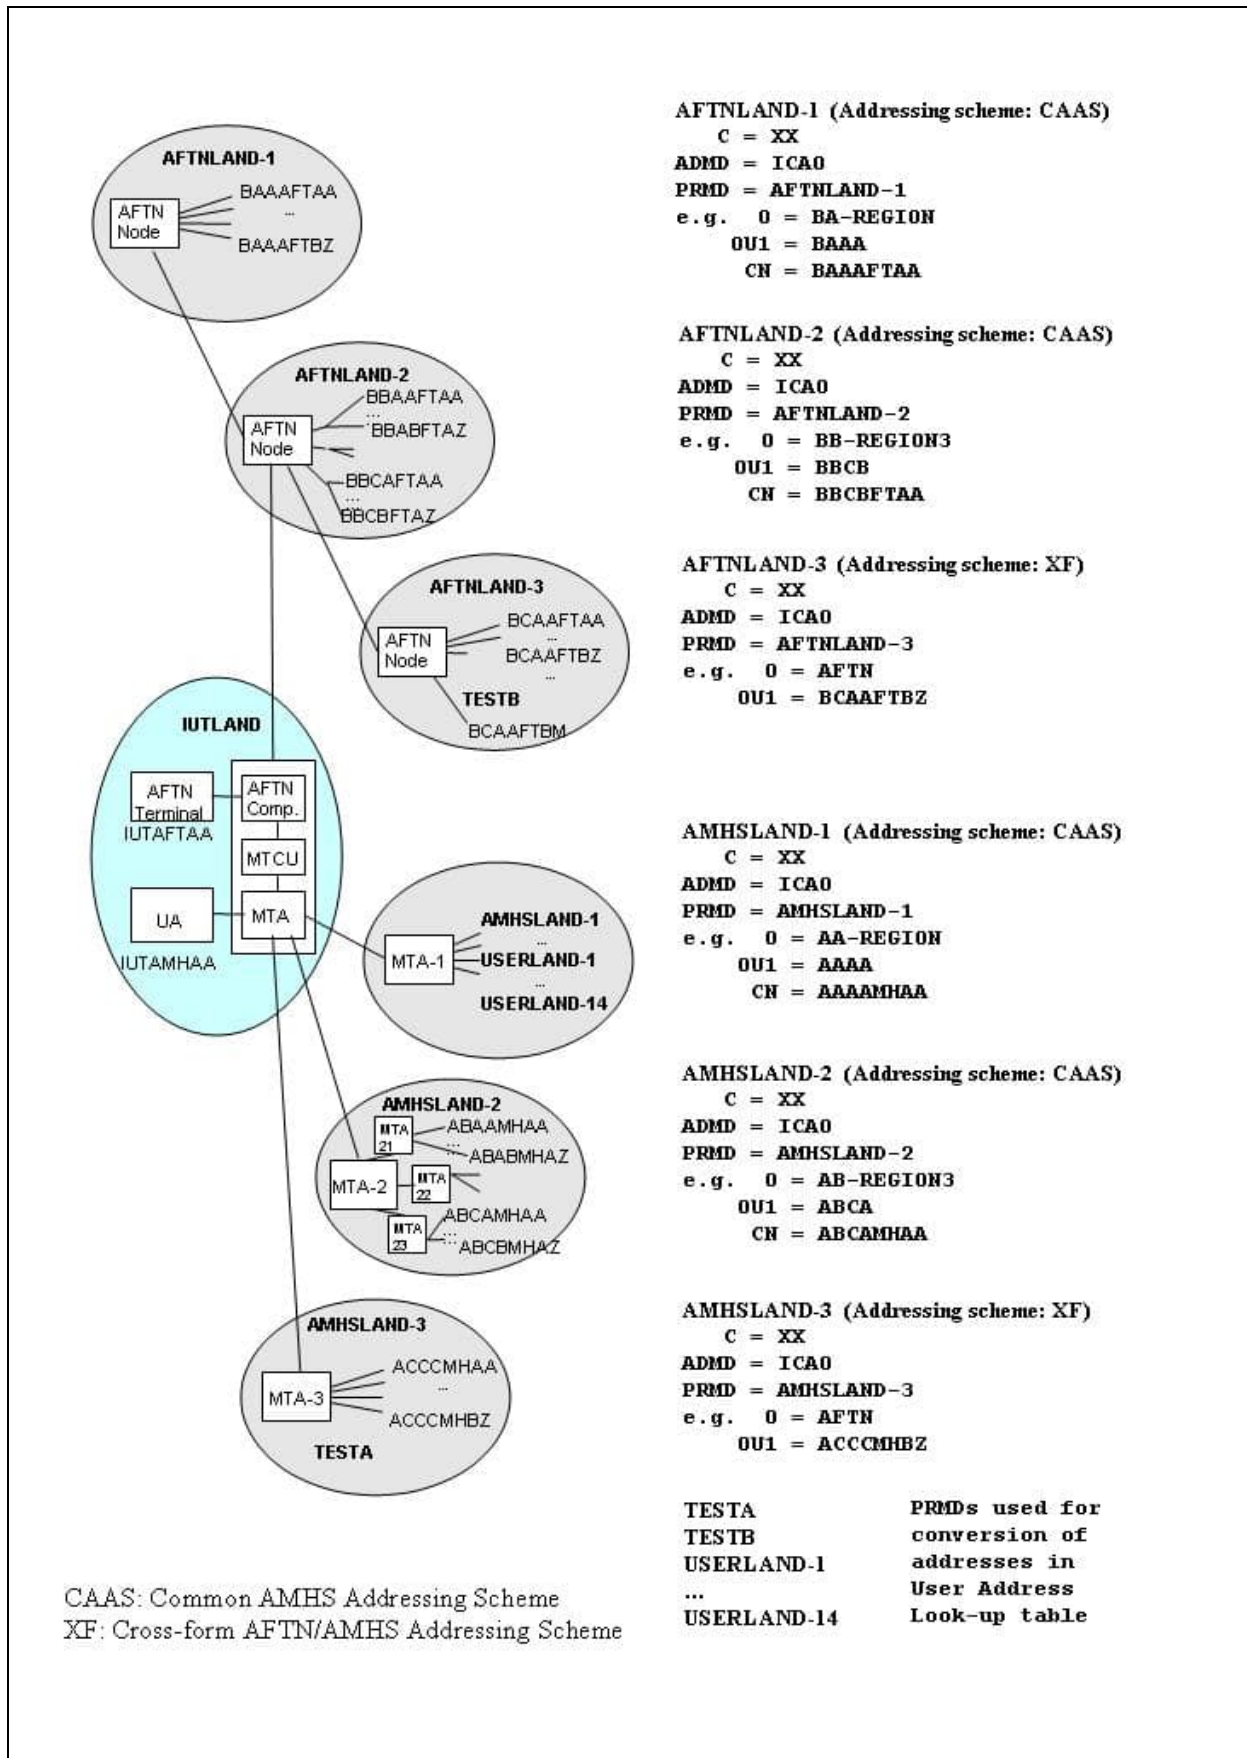 AFTNLAND-1
AFTN
Node
BAAAFTAA
...
BAAAFTBZ
AFTNLAND-1 (Addressing scheme: CAAS)
C = XX
ADMD = ICAO
PRMD = AFTNLAND-1
e.g. O = BA-REGION
OU1 = BAAA
CN = BAAAFTAA
AFTNLAND-2
AFTN
Node
BBAAFTAA
...
BBABFTAZ
BBCAFTAA
...
BBCBFTAZ
AFTNLAND-2 (Addressing scheme: CAAS)
C = XX
ADMD = ICAO
PRMD = AFTNLAND-2
e.g. O = BB-REGION3
OU1 = BBCB
CN = BBCBFTAA
AFTNLAND-3
AFTN
Node
BCAAFTAA
...
BCAAFTBZ
...
TESTB
BCAAFTBM
AFTNLAND-3 (Addressing scheme: XF)
C = XX
ADMD = ICAO
PRMD = AFTNLAND-3
e.g. O = AFTN
OU1 = BCAAFTBZ
IUTLAND
AFTN
Terminal
IUTAFTAA
AFTN
Comp.
MTCU
UA
MTA
IUTAMHAA
MTA-1
AMHSLAND-1
...
USERLAND-1
...
USERLAND-14
AMHSLAND-1 (Addressing scheme: CAAS)
C = XX
ADMD = ICAO
PRMD = AMHSLAND-1
e.g. O = AA-REGION
OU1 = AAAA
CN = AAAAMHAA
AMHSLAND-2
MTA
21
ABAAMHAA
...
ABABMHAZ
MTA-2
MTA
22
MTA
23
ABCAMHAA
...
ABCBMHAZ
AMHSLAND-2 (Addressing scheme: CAAS)
C = XX
ADMD = ICAO
PRMD = AMHSLAND-2
e.g. O = AB-REGION3
OU1 = ABCA
CN = ABCAMHAA
AMHSLAND-3
MTA-3
ACCCMHAA
...
ACCCMHBZ
TESTA
AMHSLAND-3 (Addressing scheme: XF)
C = XX
ADMD = ICAO
PRMD = AMHSLAND-3
e.g. O = AFTN
OU1 = ACCCMHBZ
TESTA PRMDs used for
TESTB conversion of
USERLAND-1 addresses in
... User Address
USERLAND-14 Look-up table
CAAS: Common AMHS Addressing Scheme
XF: Cross-form AFTN/AMHS Addressing Scheme